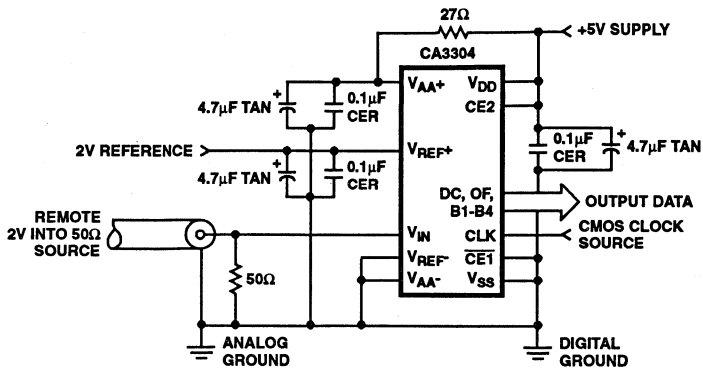 27Ω
+5V SUPPLY
CA3304
VAA+
VDD
CE2
+
4.7μF TAN
0.1μF
CER
2V REFERENCE
VREF+
+
4.7μF TAN
0.1μF
CER
0.1μF
CER
+
4.7μF TAN
DC, OF,
B1-B4
OUTPUT DATA
REMOTE
2V INTO 50Ω
SOURCE
VIN
CLK
CMOS CLOCK
SOURCE
VREF-
CE1
50Ω
VAA-
VSS
ANALOG
GROUND
DIGITAL
GROUND